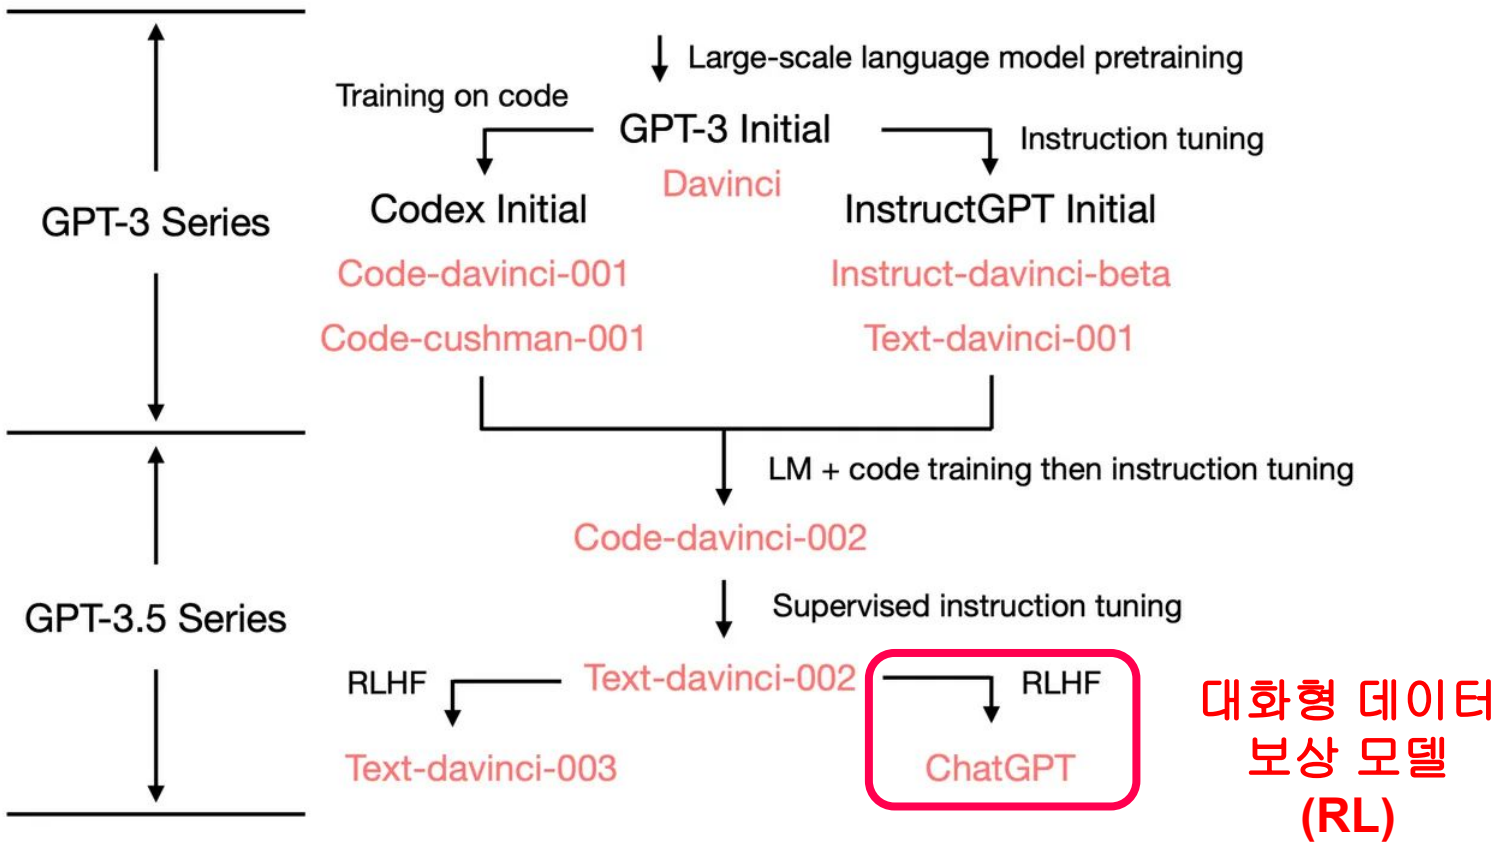 Large-scale language model pretraining
Training on code
GPT-3 Initial
Instruction tuning
Davinci
Codex Initial
InstructGPT Initial
GPT-3 Series
Code-davinci-001
Instruct-davinci-beta
Code-cushman-001
Text-davinci-001
LM + code training then instruction tuning
Code-davinci-002
GPT-3.5 Series
Supervised instruction tuning
RLHF
Text-davinci-002
RLHF
Text-davinci-003
ChatGPT
대화형 데이터
보상 모델
(RL)